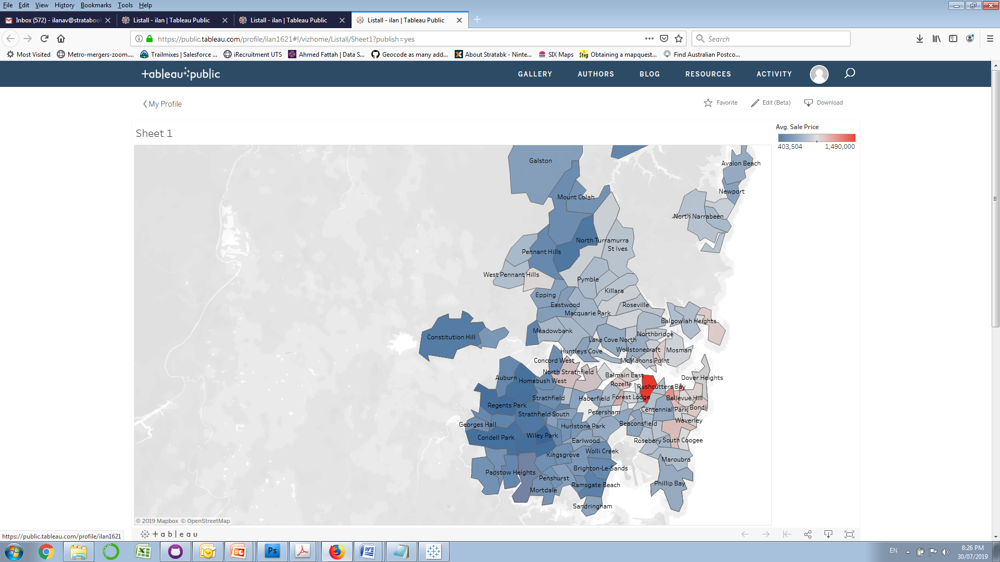 File Edit View History Bookmarks Tools Help
Inbox (572) - ilanav@strataboo
Listall - ilan | Tableau Public
Listall - ilan | Tableau Public
Listall - ilan | Tableau Public
https://public.tableau.com/profile/ilan1621#!/vizhome/Listall/Sheet1?publish=yes
Search
Most Visited
Metro-mergers-zoom....
Trailmixes | Salesforce ...
iRecruitment UTS
Ahmed Fattah | Data S...
Geocode as many add...
About Stratabk - Ninte...
SIX Maps
Step
Obtaining a mapquest...
Find Australian Postco...
+ableau public
GALLERY AUTHORS BLOG RESOURCES ACTIVITY
My Profile
Favorite
Edit (Beta)
Download
Sheet 1
Avg. Sale Price
403,504 1,490,000
Galston
Avalon Beach
Newport
Mount Colah
North Narrabeen
North Turramurra
St Ives
Pennant Hills
West Pennant Hills
Pymble
Killara
Epping
Eastwood
Roseville
Macquarie Park
Balgowlah Heights
Meadowbank
Northbridge
Constitution Hill
Lane Cove North
Huntleys Cove
Wollstonecraft
Mosman
Concord West
McMahons Point
North Strathfield
Balmain East
Auburn
Homebush West
Dover Heights
Rozelle
Rushcutters Bay
Strathfield
Haberfield
Forest Lodge
Bellevue Hill
Regents Park
Centennial Park
Bondi
Strathfield South
Petersham
Waverley
Georges Hall
Hurlstone Park
Beaconsfield
Condell Park
Wiley Park
Earlwood
Rosebery
South Coogee
Kingsgrove
Wolli Creek
Maroubra
Padstow Heights
Brighton-Le-Sands
Penshurst
Mortdale
Ramsgate Beach
Phillip Bay
Sandringham
© 2019 Mapbox © OpenStreetMap
+ a b | e a u
https://public.tableau.com/profile/ilan1621
Ps
EN
8:26 PM
30/07/2019